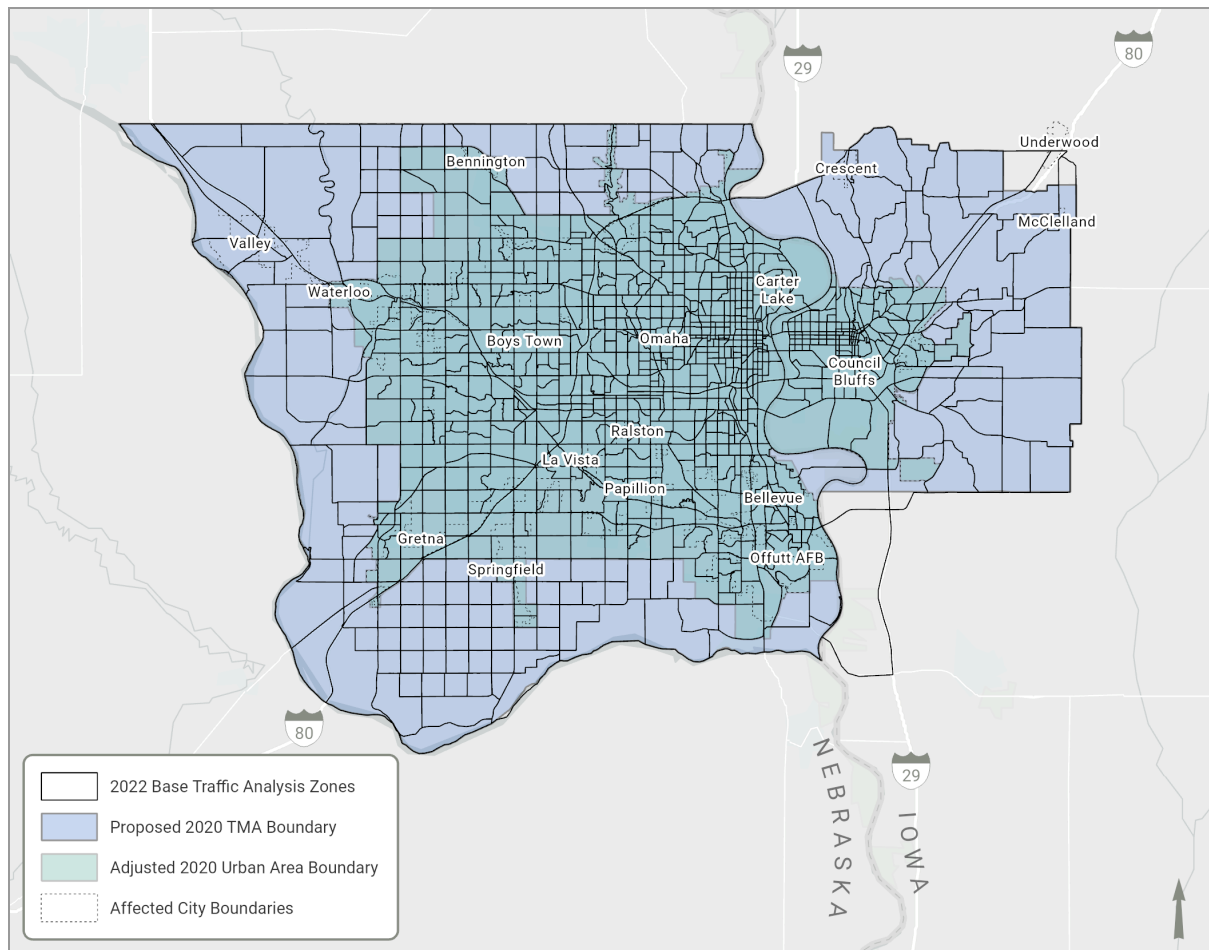 29
80
Underwood
Bennington
Crescent
McClelland
Valley
Waterloo
Carter
Lake
Boys Town
Omaha
Council
Bluffs
Ralston
La Vista
Papillion
Bellevue
Gretna
Offutt AFB
Springfield
80
29
NEBRASKA
IOWA
2022 Base Traffic Analysis Zones
Proposed 2020 TMA Boundary
Adjusted 2020 Urban Area Boundary
Affected City Boundaries